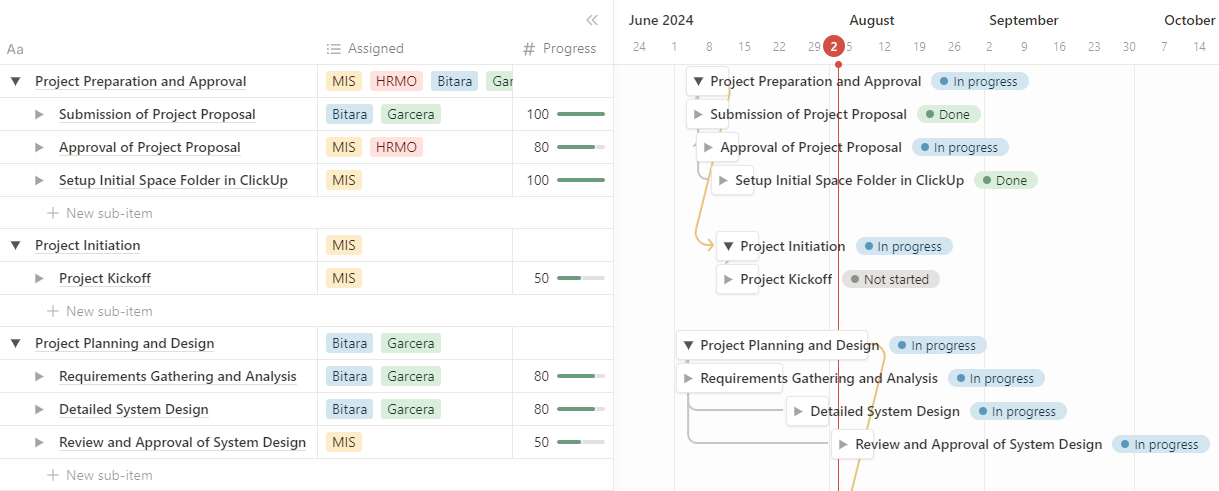 June 2024 August September October
Aa Assigned # Progress 24 1 8 15 22 29 2 5 12 19 26 2 9 16 23 30 7 14
Project Preparation and Approval MIS HRMO Bitara Gar Project Preparation and Approval In progress
Submission of Project Proposal Bitara Garcera 100 Submission of Project Proposal Done
Approval of Project Proposal MIS HRMO 80 Approval of Project Proposal In progress
Setup Initial Space Folder in ClickUp MIS 100 Setup Initial Space Folder in ClickUp Done
+ New sub-item
Project Initiation MIS Project Initiation In progress
Project Kickoff MIS 50 Project Kickoff Not started
+ New sub-item
Project Planning and Design Bitara Garcera Project Planning and Design In progress
Requirements Gathering and Analysis Bitara Garcera 80 Requirements Gathering and Analysis In progress
Detailed System Design Bitara Garcera 80 Detailed System Design In progress
Review and Approval of System Design MIS 50 Review and Approval of System Design In progress
+ New sub-item